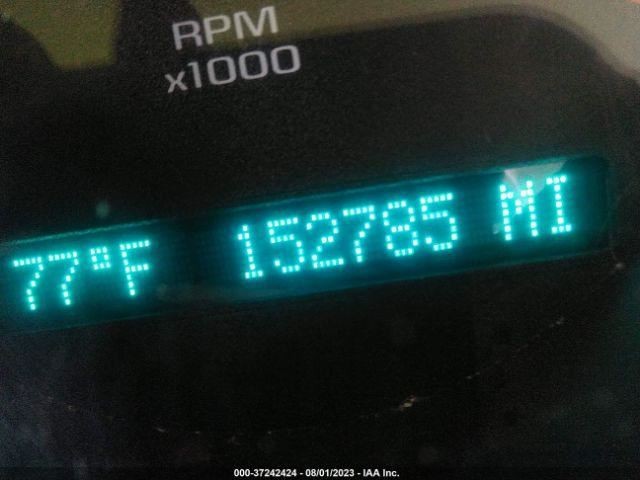 RPM
x1000
77°F 152785 MI
000-37242424 - 08/01/2023 - IAA Inc.